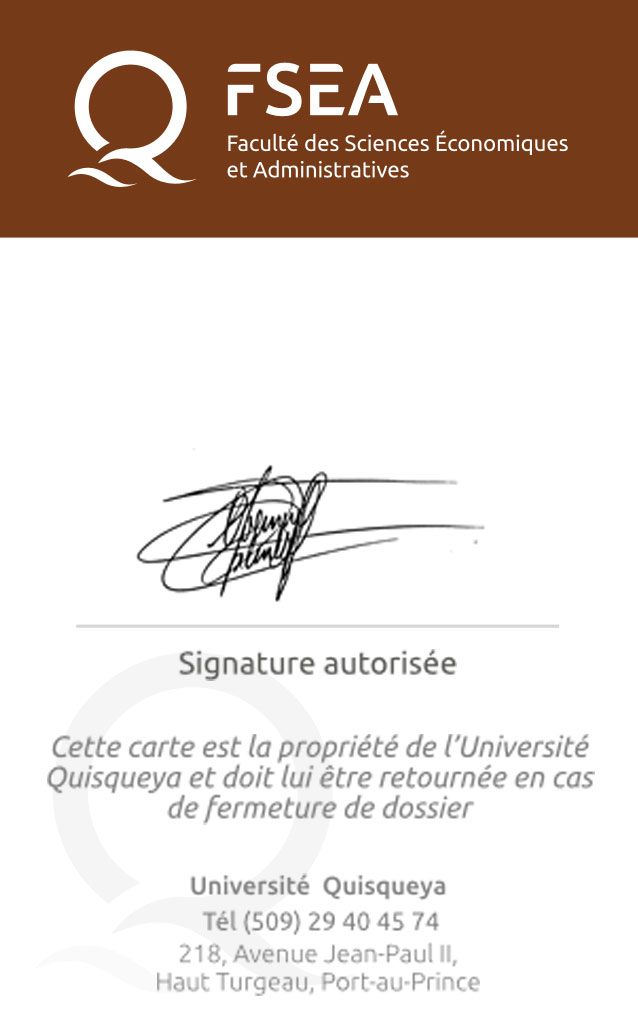 FSEA
Faculté des Sciences Économiques
et Administratives
Signature autorisée
Cette carte est la propriété de l'Université
Quisqueya et doit lui être retournée en cas
de fermeture de dossier
Université Quisqueya
Tél (509) 29 40 45 74
218, Avenue Jean-Paul II,
Haut Turgeau, Port-au-Prince